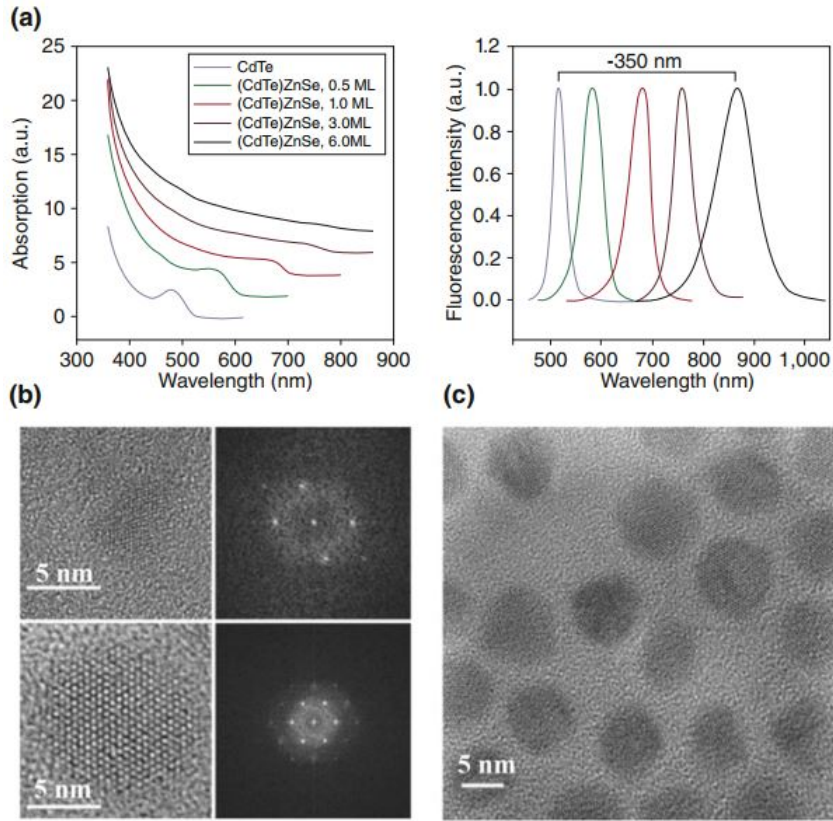 (a)
25
20
15
10
5
0
Absorption (a.u.)
CdTe
(CdTe)ZnSe, 0.5 ML
(CdTe)ZnSe, 1.0 ML
(CdTe)ZnSe, 3.0ML
(CdTe)ZnSe, 6.0ML
300 400 500 600 700 800 900
Wavelength (nm)
1.2
1.0
0.8
0.6
0.4
0.2
0.0
Fluorescence intensity (a.u.)
-350 nm
500 600 700 800 900 1,000
Wavelength (nm)
(b)
5 nm
5 nm
(c)
5 nm